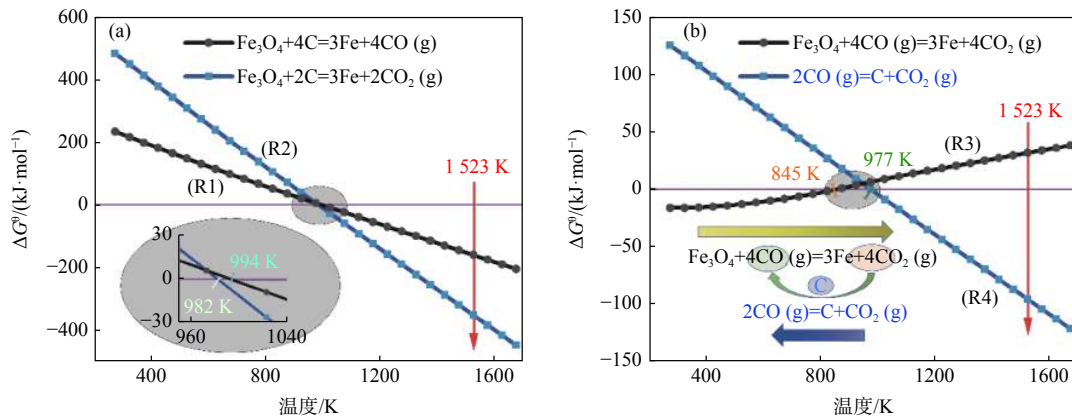 600
400
200
0
−200
−400
ΔG^θ/(kJ·mol⁻¹)
(a)
Fe₃O₄+4C=3Fe+4CO (g)
Fe₃O₄+2C=3Fe+2CO₂ (g)
1 523 K
(R2)
(R1)
30
0
−30
994 K
982 K
960
1040
400
800
1200
1600
温度/K
150
100
50
0
−50
−100
−150
ΔG^θ/(kJ·mol⁻¹)
(b)
Fe₃O₄+4CO (g)=3Fe+4CO₂ (g)
2CO (g)=C+CO₂ (g)
1 523 K
(R3)
977 K
845 K
Fe₃O₄+4CO (g)=3Fe+4CO₂ (g)
C
2CO (g)=C+CO₂ (g)
(R4)
400
800
1200
1600
温度/K